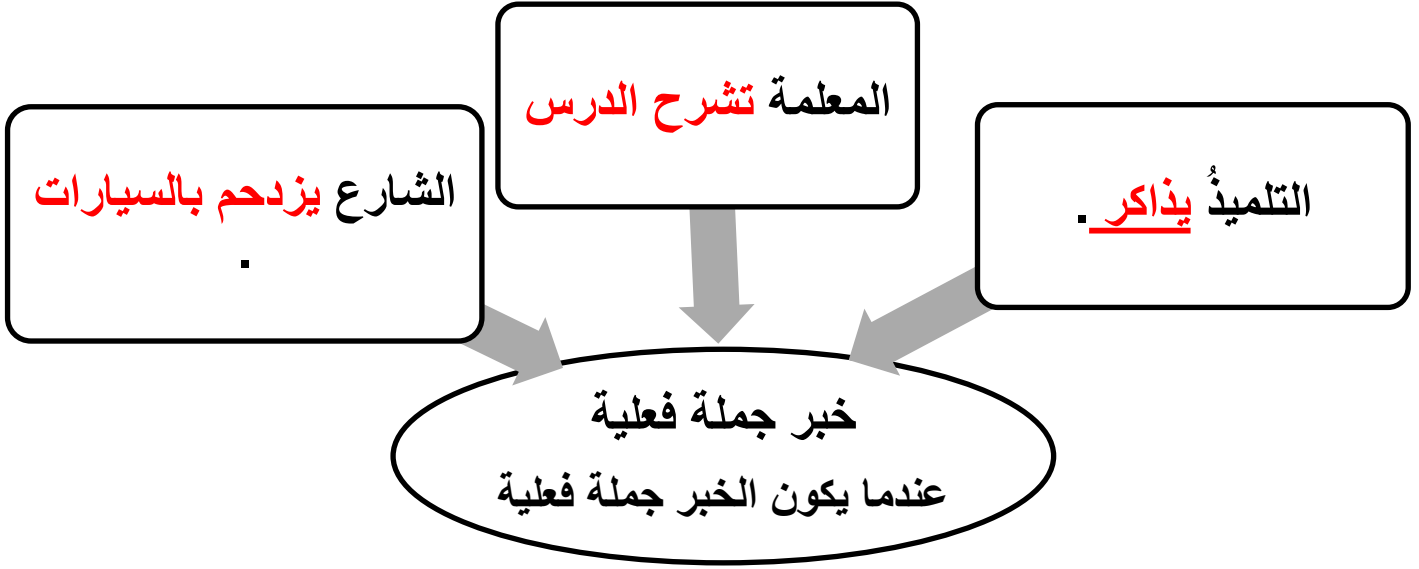 التلميذُ يذاكر .
المعلمة تشرح الدرس
الشارع يزدحم بالسيارات
.
خبر جملة فعلية
عندما يكون الخبر جملة فعلية